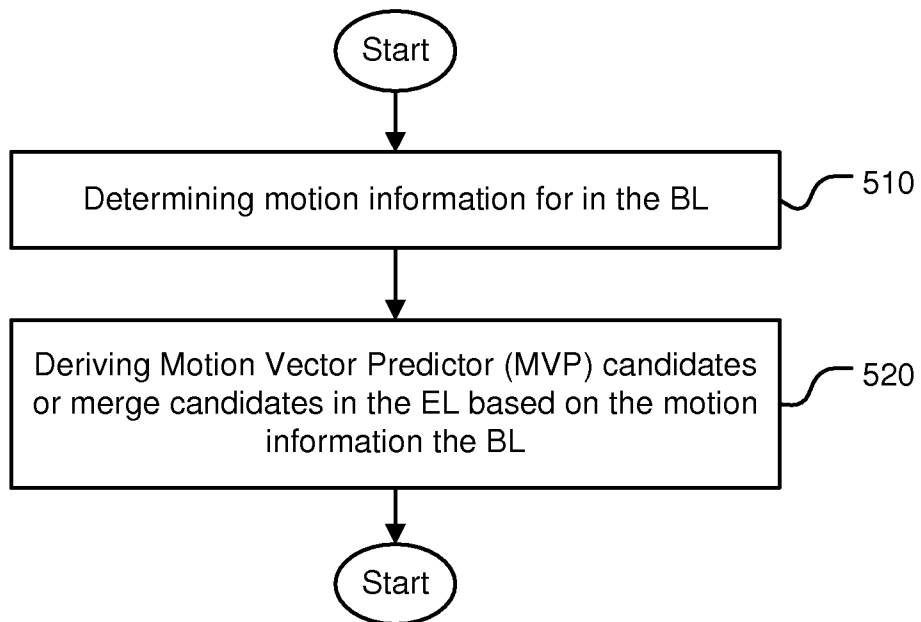 Start
Determining motion information for in the BL
510
Deriving Motion Vector Predictor (MVP) candidates
or merge candidates in the EL based on the motion
information the BL
520
Start